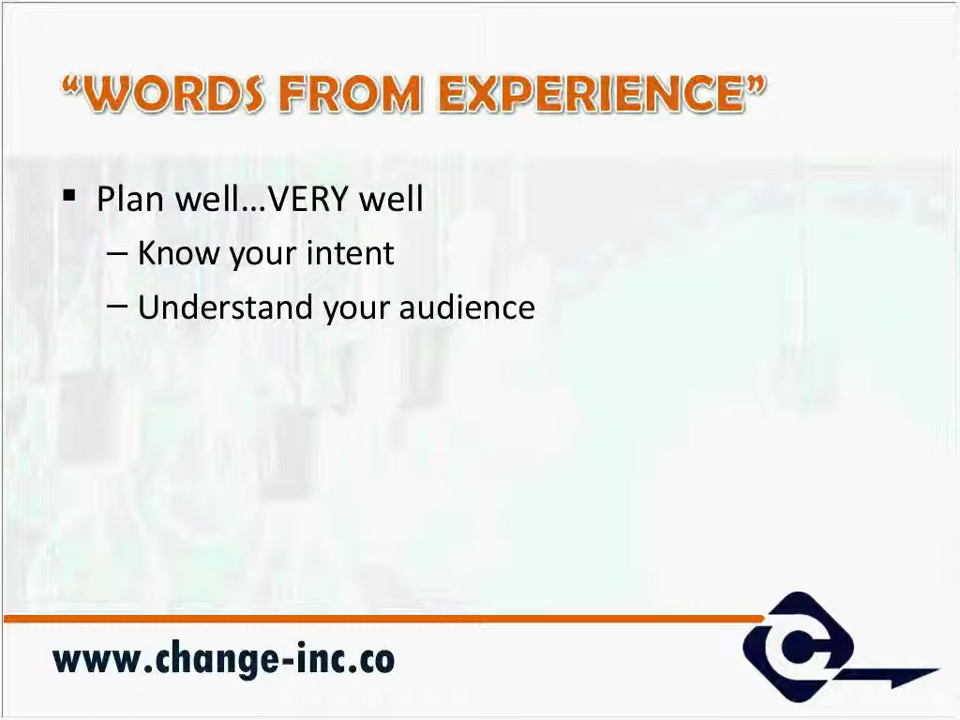 “WORDS FROM EXPERIENCE”
▪ Plan well…VERY well
– Know your intent
– Understand your audience
www.change-inc.co
C